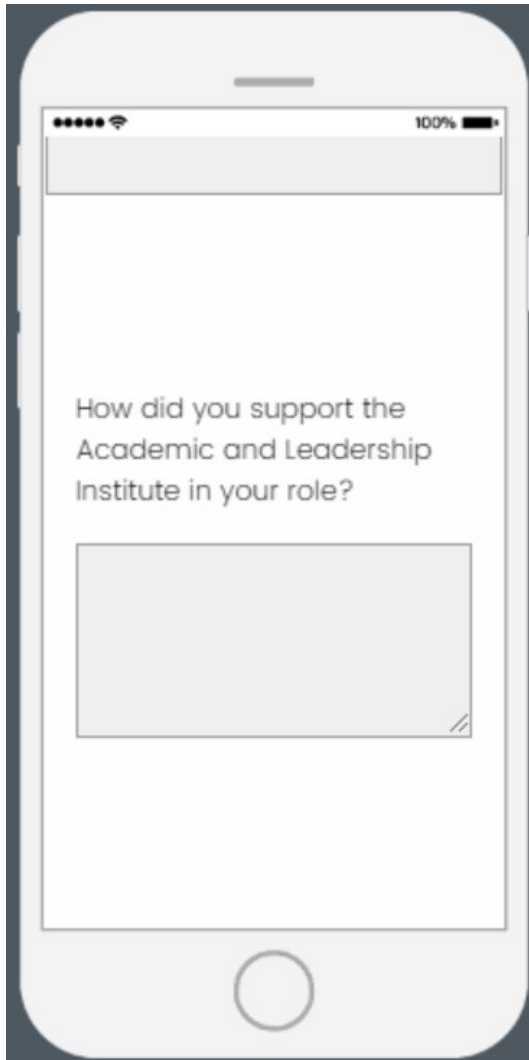 100%
How did you support the
Academic and Leadership
Institute in your role?